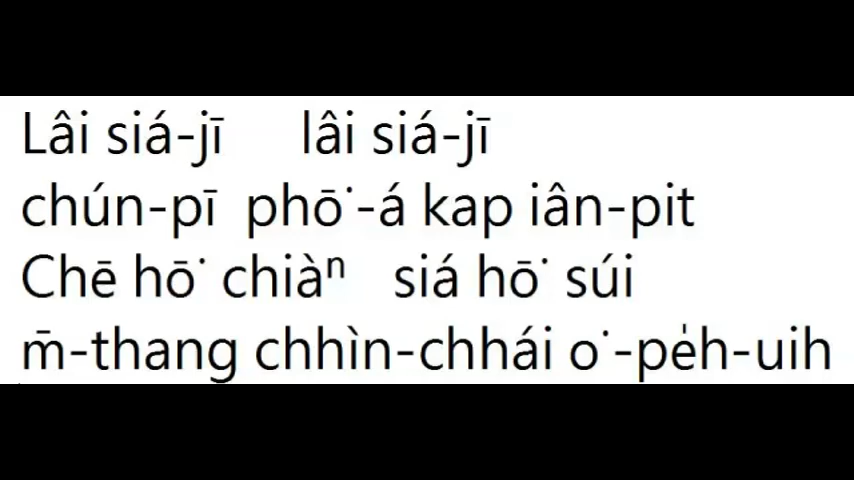 Lâi siá-jī lâi siá-jī
chún-pī phō͘-á kap iân-pit
Chē hō͘ chiàⁿ siá hō͘ súi
m̄-thang chhìn-chhái o͘-pe̍h-uih